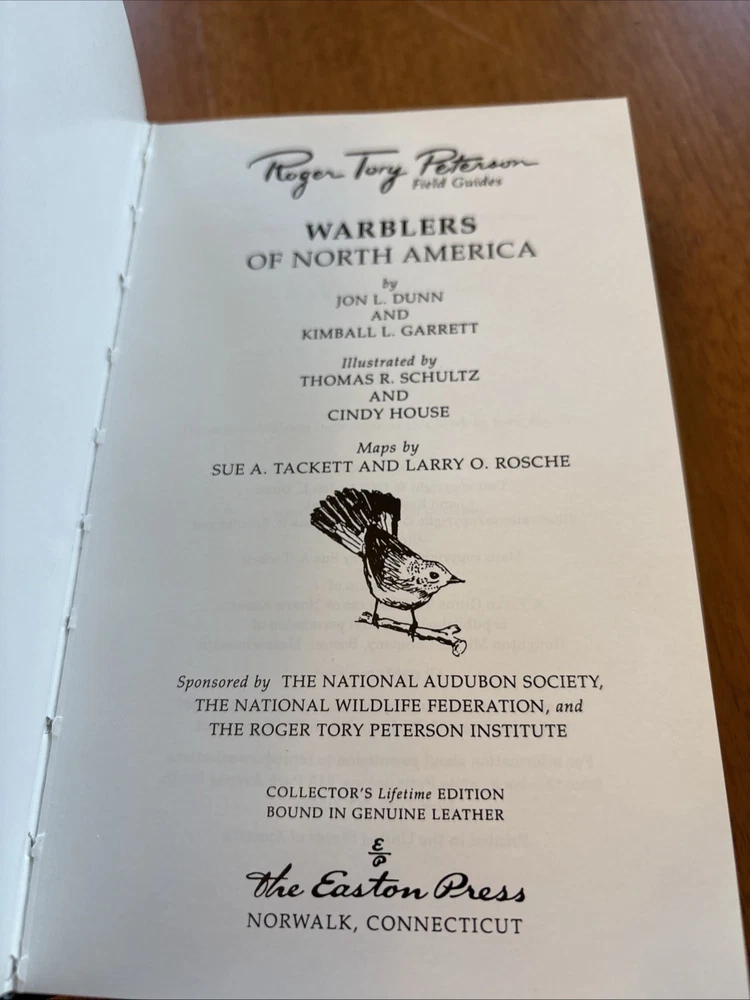 Roger Tory Peterson
Field Guides
WARBLERS
OF NORTH AMERICA
by
JON L. DUNN
AND
KIMBALL L. GARRETT
Illustrated by
THOMAS R. SCHULTZ
AND
CINDY HOUSE
Maps by
SUE A. TACKETT AND LARRY O. ROSCHE
Sponsored by THE NATIONAL AUDUBON SOCIETY,
THE NATIONAL WILDLIFE FEDERATION, and
THE ROGER TORY PETERSON INSTITUTE
COLLECTOR'S Lifetime EDITION
BOUND IN GENUINE LEATHER
E
P
The Easton Press
NORWALK, CONNECTICUT